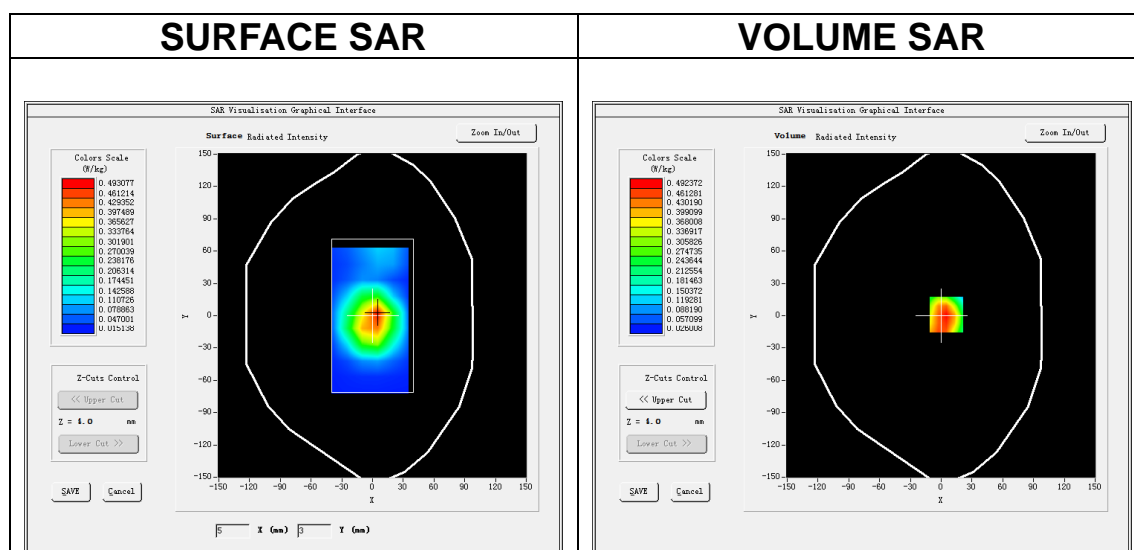 SURFACE SAR
VOLUME SAR
SAR Visualisation Graphical Interface
Surface Radiated Intensity
Zoom In/Out
Colors Scale
(W/kg)
0.493077
0.461214
0.429352
0.397489
0.365627
0.333764
0.301901
0.270039
0.238176
0.206314
0.174451
0.142588
0.110726
0.078863
0.047001
0.015138
150
120
90
60
30
0
-30
-60
-90
-120
-150
Y
-150 -120 -90 -60 -30 0 30 60 90 120 150
X
Z-Cuts Control
<< Upper Cut
Z = 4.0 mm
Lower Cut >>
SAVE Cancel
5 X (mm) 3 Y (mm)
SAR Visualisation Graphical Interface
Volume Radiated Intensity
Zoom In/Out
Colors Scale
(W/kg)
0.492372
0.461281
0.430190
0.399099
0.368008
0.336917
0.305826
0.274735
0.243644
0.212554
0.181463
0.150372
0.119281
0.088190
0.057099
0.026008
150
120
90
60
30
0
-30
-60
-90
-120
-150
Y
-150 -120 -90 -60 -30 0 30 60 90 120 150
X
Z-Cuts Control
<< Upper Cut
Z = 4.0 mm
Lower Cut >>
SAVE Cancel